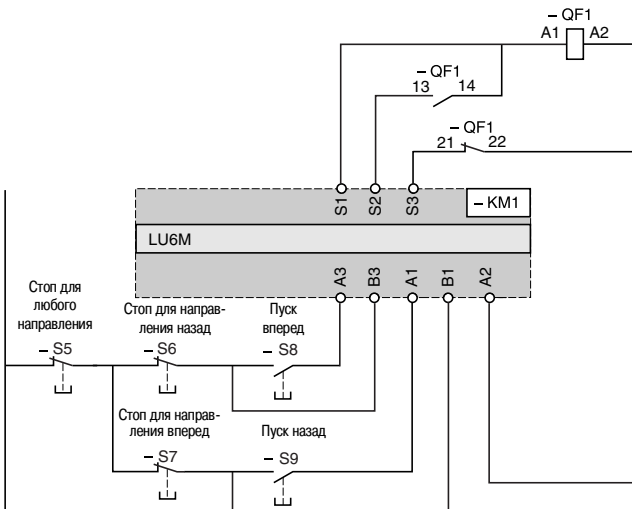 – QF1
A1 A2
– QF1
13 14
– QF1
21 22
S1 S2 S3
– KM1
LU6M
A3 B3 A1 B1 A2
Стоп для
любого
направления
– S5
Стоп для направ-
ления назад
– S6
Пуск
вперед
– S8
Стоп для направ-
ления вперед
– S7
Пуск назад
– S9